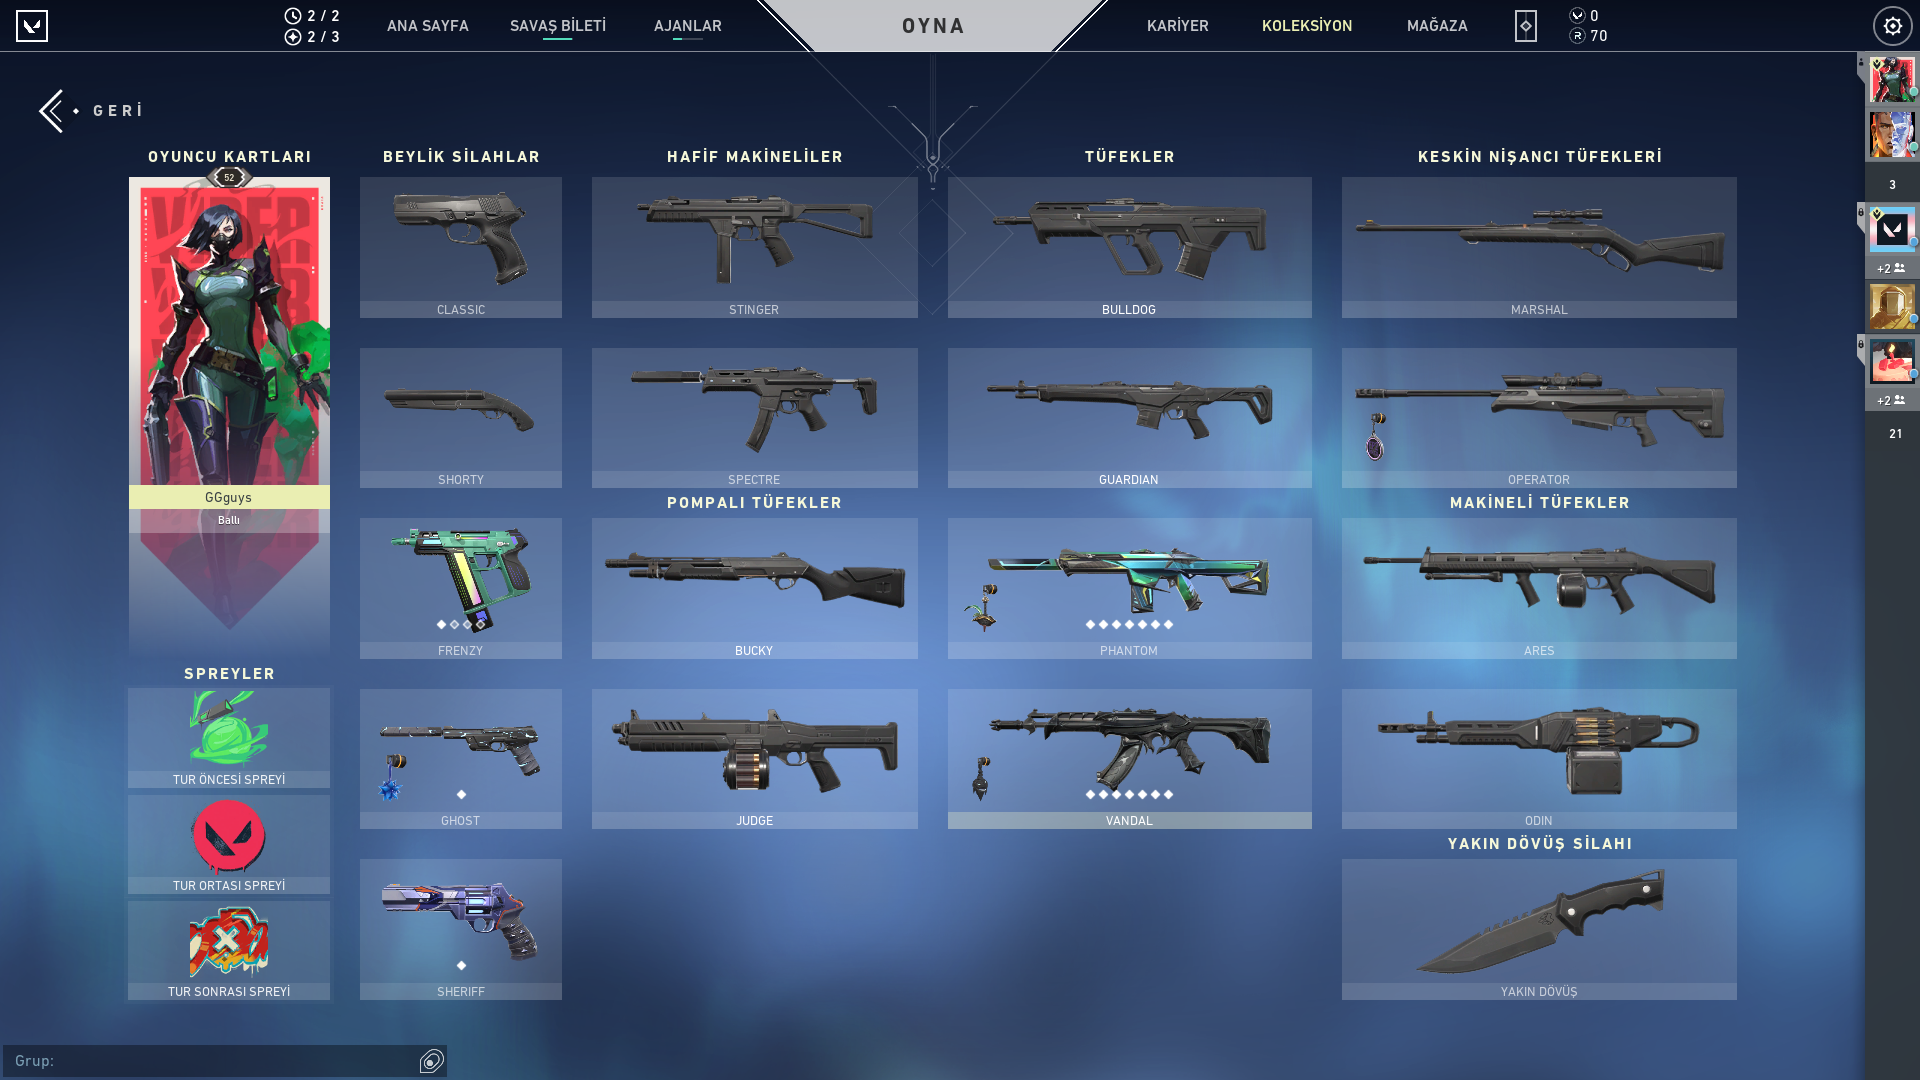 2 / 2
2 / 3
ANA SAYFA
SAVAŞ BİLETİ
AJANLAR
OYNA
KARİYER
KOLEKSİYON
MAĞAZA
0
70
GERİ
OYUNCU KARTLARI
BEYLİK SİLAHLAR
HAFİF MAKİNELİLER
TÜFEKLER
KESKİN NİŞANCI TÜFEKLERİ
52
VIPER
3
+2
+2
21
CLASSIC
STINGER
BULLDOG
MARSHAL
SHORTY
SPECTRE
GUARDIAN
OPERATOR
GGguys
Ballı
POMPALI TÜFEKLER
MAKİNELİ TÜFEKLER
FRENZY
BUCKY
PHANTOM
ARES
SPREYLER
TUR ÖNCESİ SPREYİ
GHOST
JUDGE
VANDAL
ODIN
YAKIN DÖVÜŞ SİLAHI
TUR ORTASI SPREYİ
TUR SONRASI SPREYİ
SHERIFF
YAKIN DÖVÜŞ
Grup: